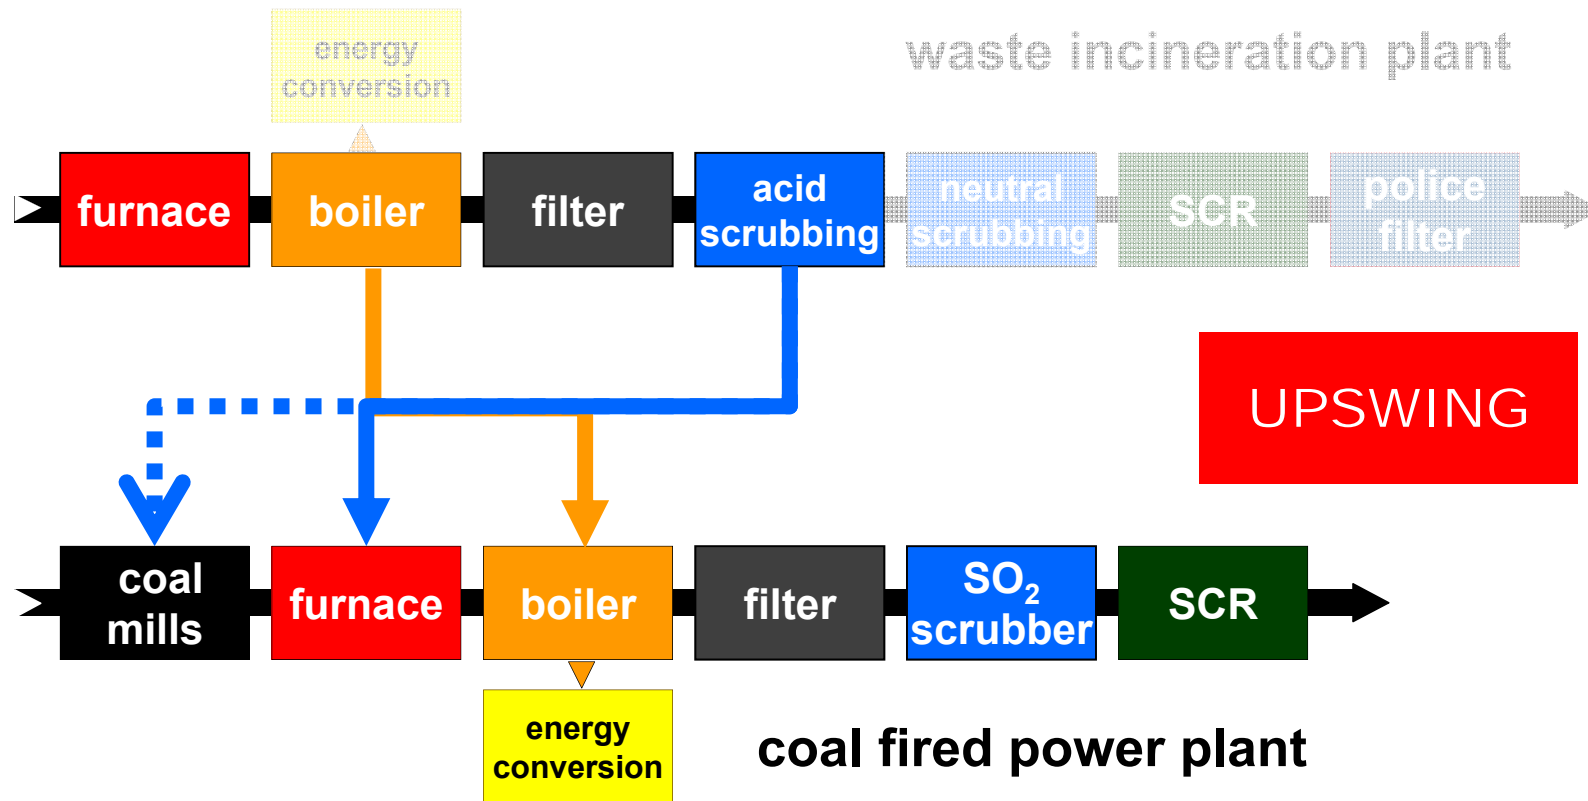 energy
conversion
waste incineration plant
furnace
boiler
filter
acid
scrubbing
neutral
scrubbing
SCR
police
filter
UPSWING
coal
mills
furnace
boiler
filter
SO₂
scrubber
SCR
energy
conversion
coal fired power plant